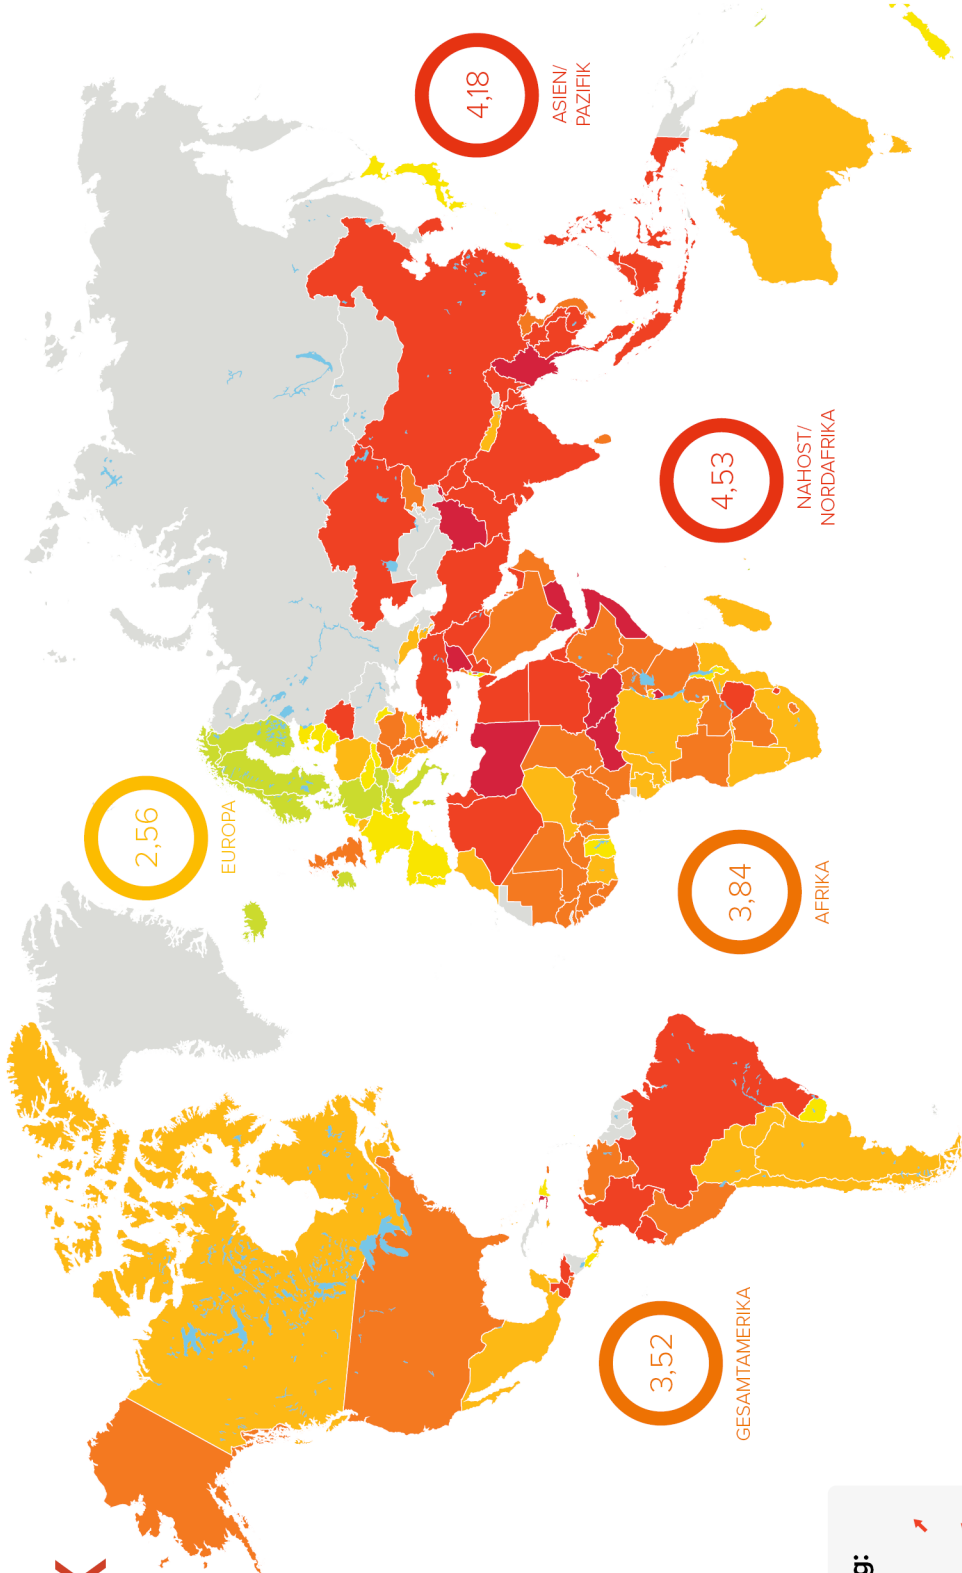 4,18
ASIEN/
PAZIFIK
4,53
NAHOST/
NORDAFRIKA
2,56
EUROPA
3,84
AFRIKA
3,52
GESAMTAMERIKA
g: